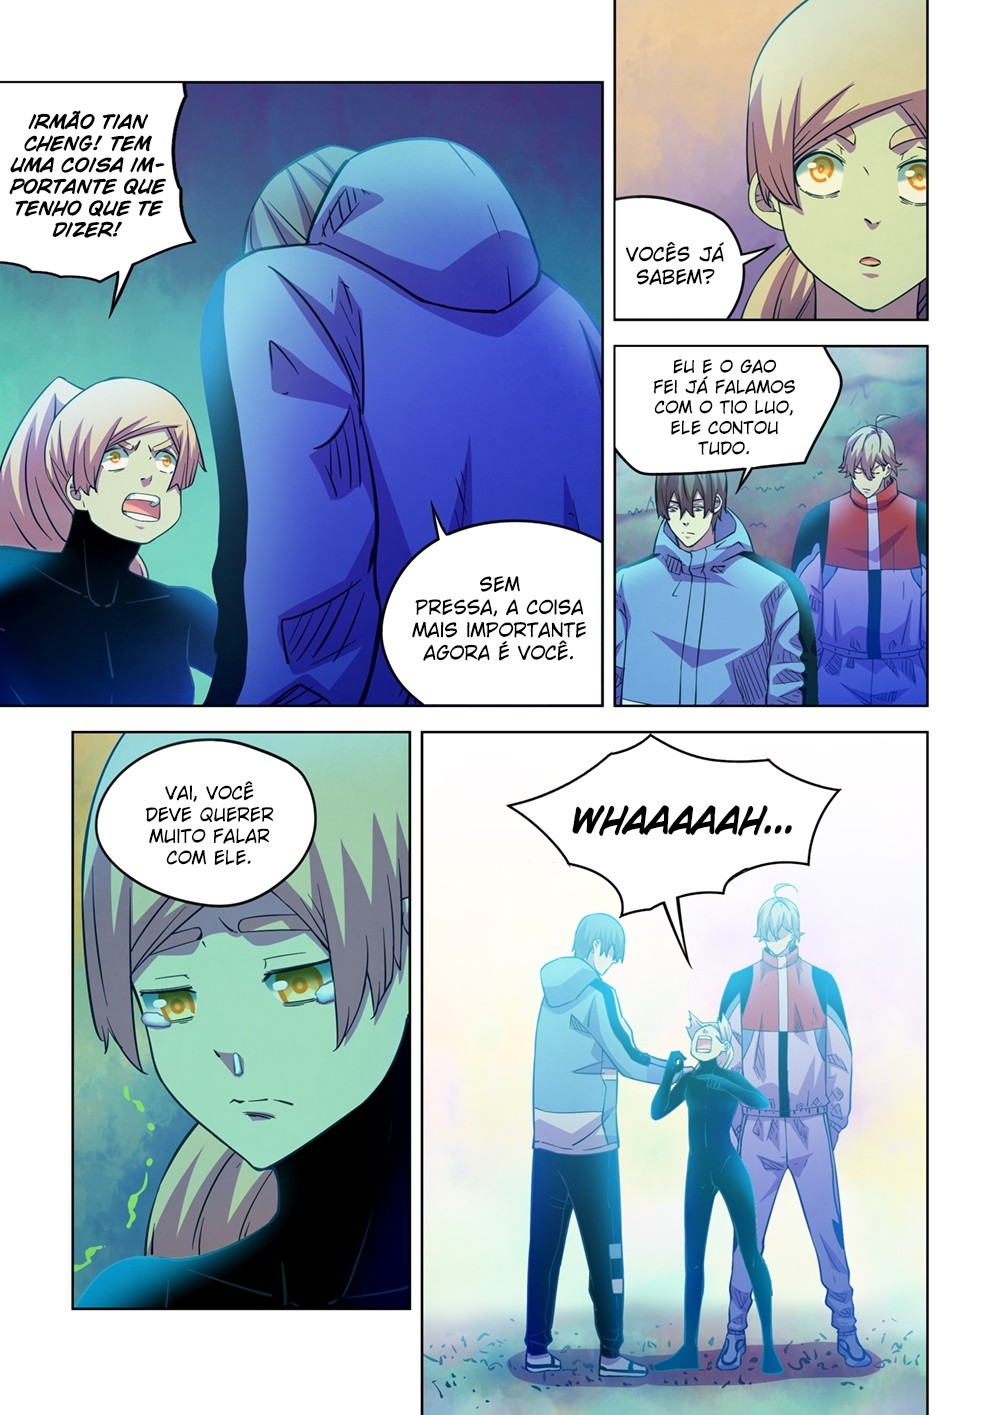 IRMÃO TIAN
CHENG! TEM
UMA COISA IM-
PORTANTE QUE
TENHO QUE TE
DIZER!
SEM
PRESSA, A COISA
MAIS IMPORTANTE
AGORA É VOCÊ.
VOCÊS JÁ
SABEM?
EU E O GAO
FEI JÁ FALAMOS
COM O TIO LUO,
ELE CONTOU
TUDO.
VAI, VOCÊ
DEVE QUERER
MUITO FALAR
COM ELE.
WHAAAAAH...